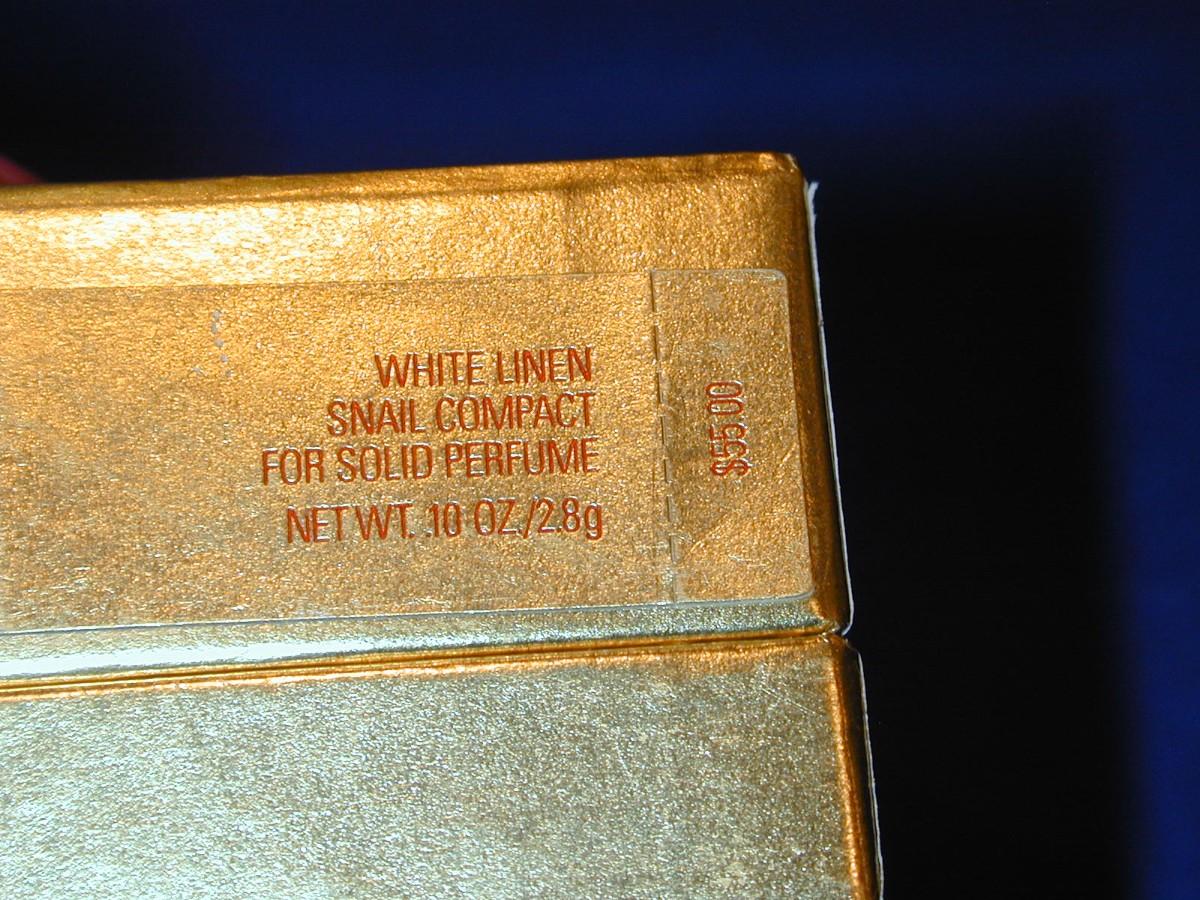 WHITE LINEN
SNAIL COMPACT
FOR SOLID PERFUME
NET WT. .10 OZ./2.8g
$55.00